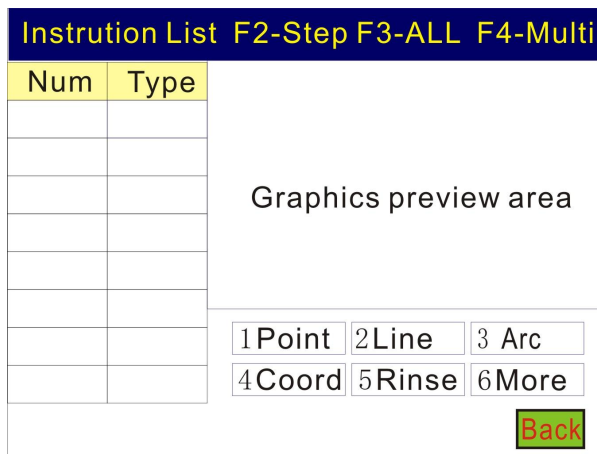 Instrution List F2-Step F3-ALL F4-Multi
Num Type
Graphics preview area
1Point 2Line 3 Arc
4Coord 5Rinse 6More
Back